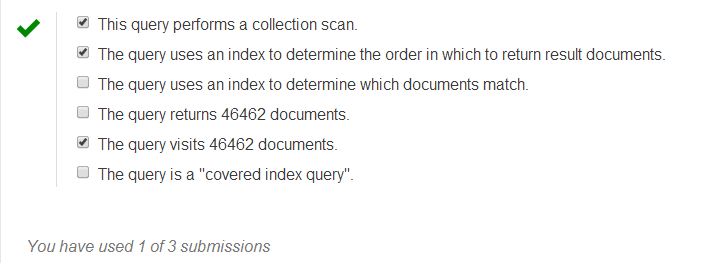 This query performs a collection scan.
The query uses an index to determine the order in which to return result documents.
The query uses an index to determine which documents match.
The query returns 46462 documents.
The query visits 46462 documents.
The query is a "covered index query".
You have used 1 of 3 submissions